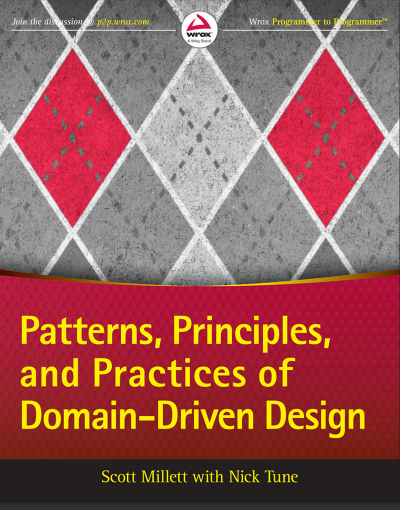 Join the discussion @ p2p.wrox.com
Wrox Programmer to Programmer™
wrox™
A Wiley Brand
Patterns, Principles,
and Practices of
Domain-Driven Design
Scott Millett with Nick Tune